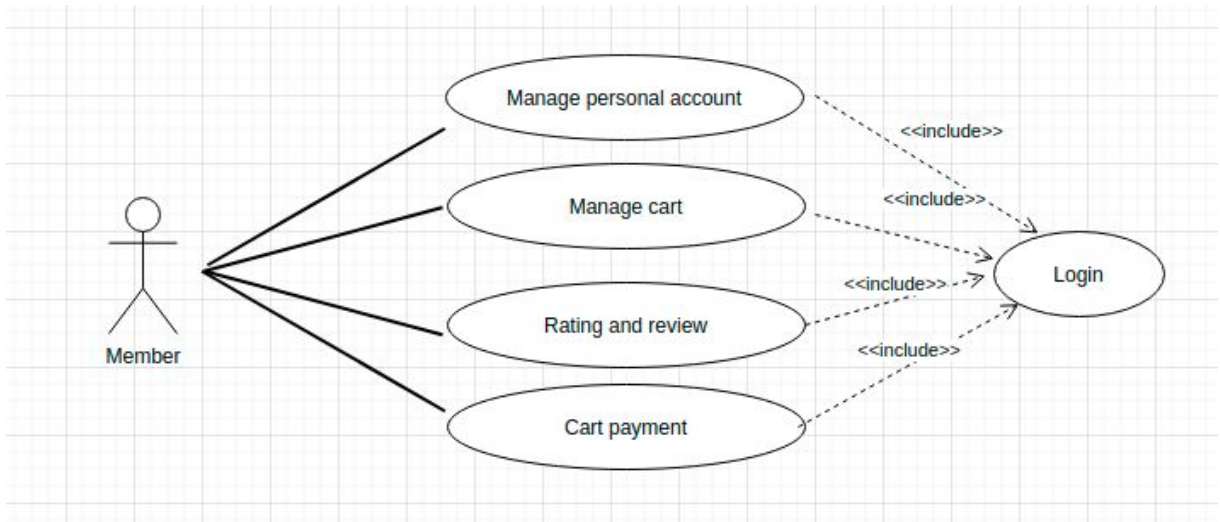 Manage personal account
<<include>>
<<include>>
Manage cart
Login
<<include>>
Rating and review
<<include>>
Member
Cart payment